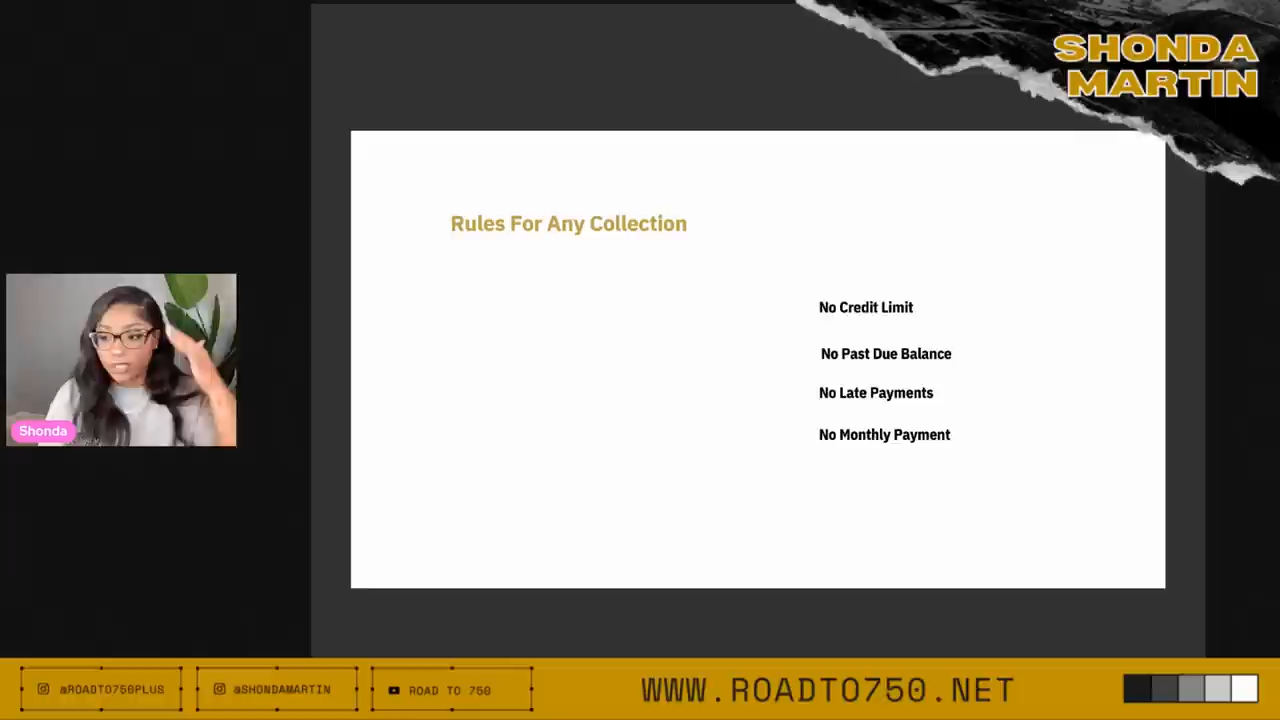 SHONDA
MARTIN
Rules For Any Collection
No Credit Limit
No Past Due Balance
No Late Payments
No Monthly Payment
Shonda
@ROADTO750PLUS
@SHONDAMARTIN
ROAD TO 750
WWW.ROADTO750.NET